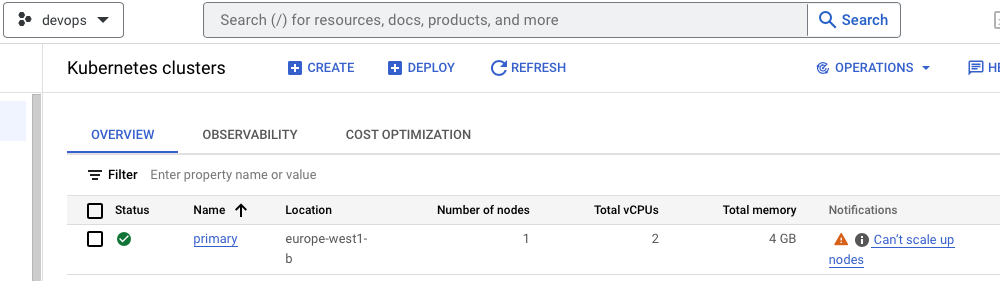 devops
Search (/) for resources, docs, products, and more
Search
Kubernetes clusters
CREATE
DEPLOY
REFRESH
OPERATIONS
OVERVIEW
OBSERVABILITY
COST OPTIMIZATION
Filter
Enter property name or value
Status
Name
Location
Number of nodes
Total vCPUs
Total memory
Notifications
primary
europe-west1-
b
1
2
4 GB
Can't scale up
nodes